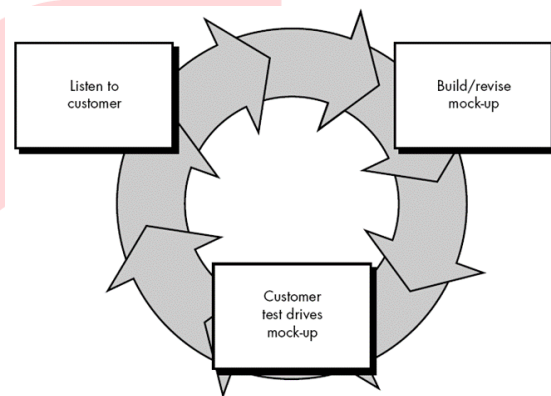 Listen to
customer
Build/revise
mock-up
Customer
test drives
mock-up